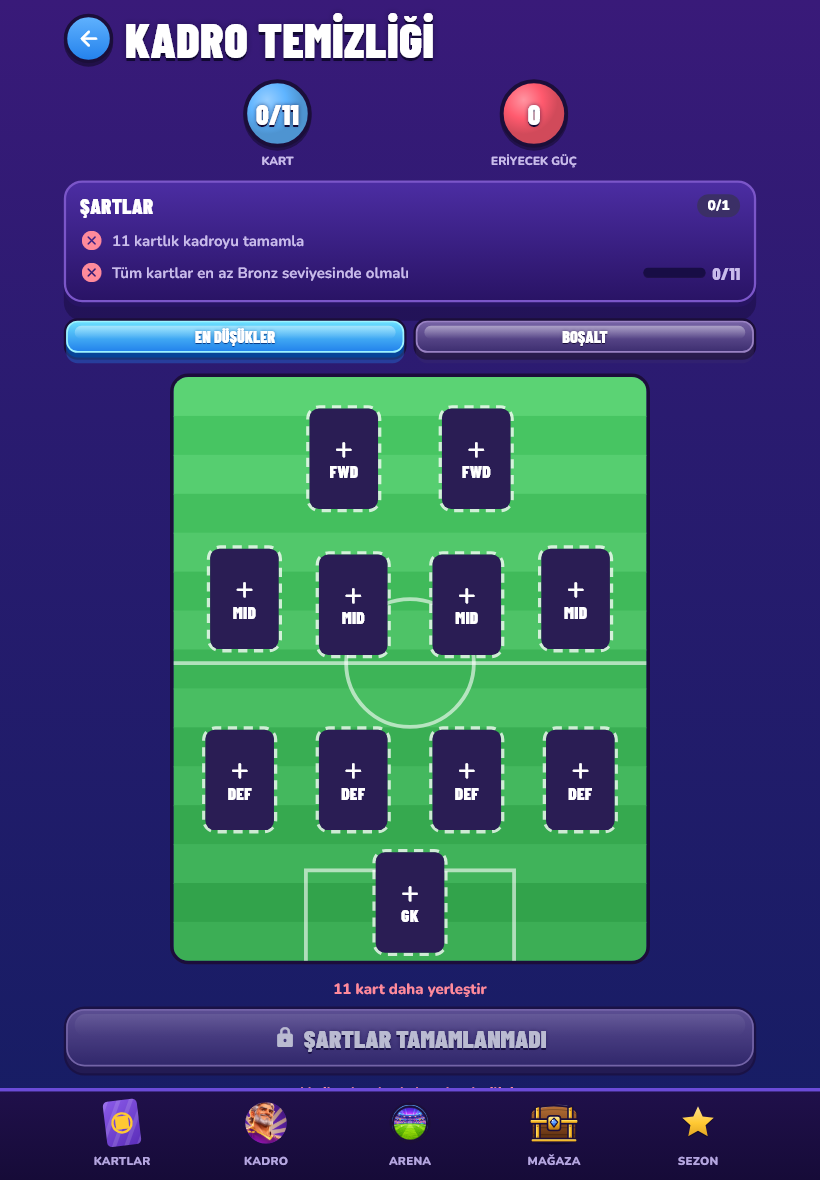 KADRO TEMİZLİĞİ
0/11
0
KART
ERİYECEK GÜÇ
ŞARTLAR
0/1
11 kartlık kadroyu tamamla
Tüm kartlar en az Bronz seviyesinde olmalı
0/11
EN DÜŞÜKLER
BOŞALT
+
FWD
+
FWD
+
MID
+
MID
+
MID
+
MID
+
DEF
+
DEF
+
DEF
+
DEF
+
GK
11 kart daha yerleştir
ŞARTLAR TAMAMLANMADI
KARTLAR
KADRO
ARENA
MAĞAZA
SEZON